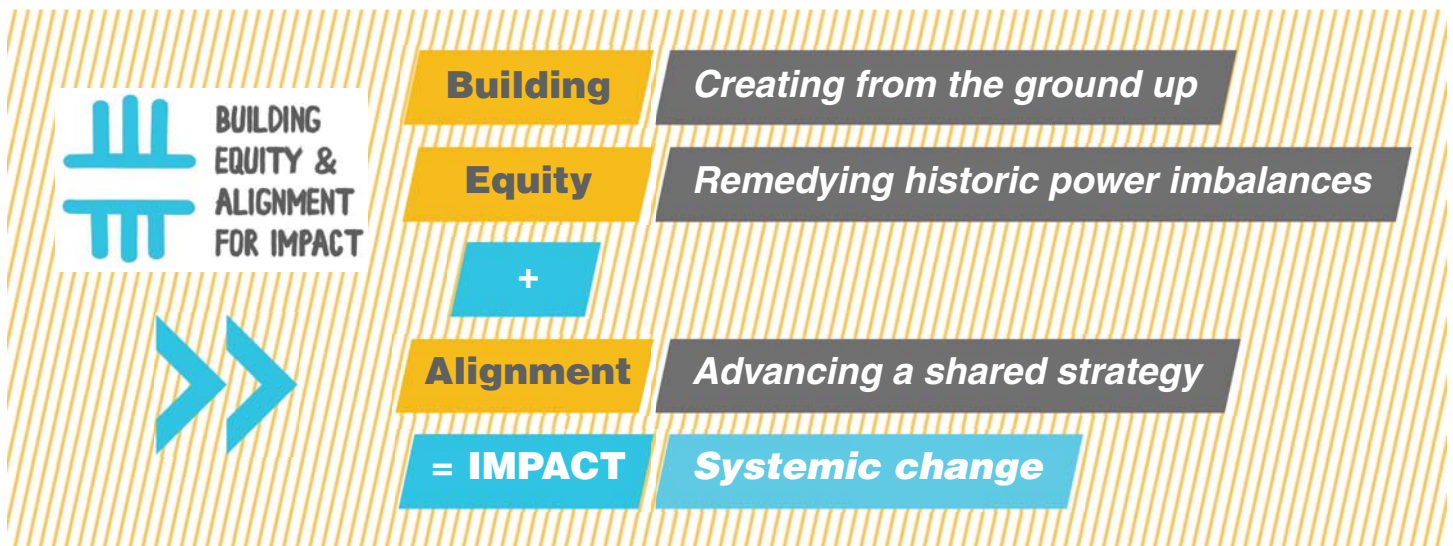 BUILDING
EQUITY &
ALIGNMENT
FOR IMPACT
Building Creating from the ground up
Equity Remedying historic power imbalances
+
Alignment Advancing a shared strategy
= IMPACT Systemic change